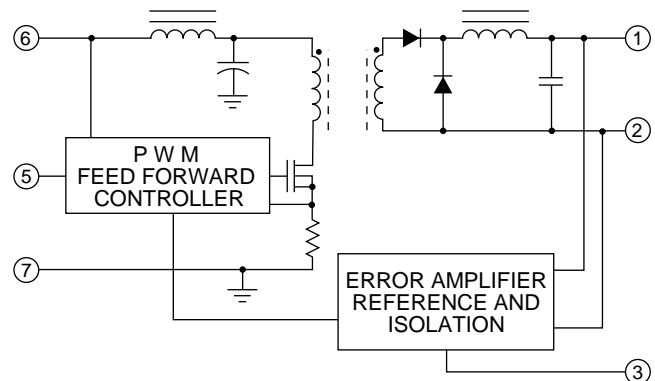 6
1
2
P W M
FEED FORWARD
CONTROLLER
5
7
ERROR AMPLIFIER
REFERENCE AND
ISOLATION
3